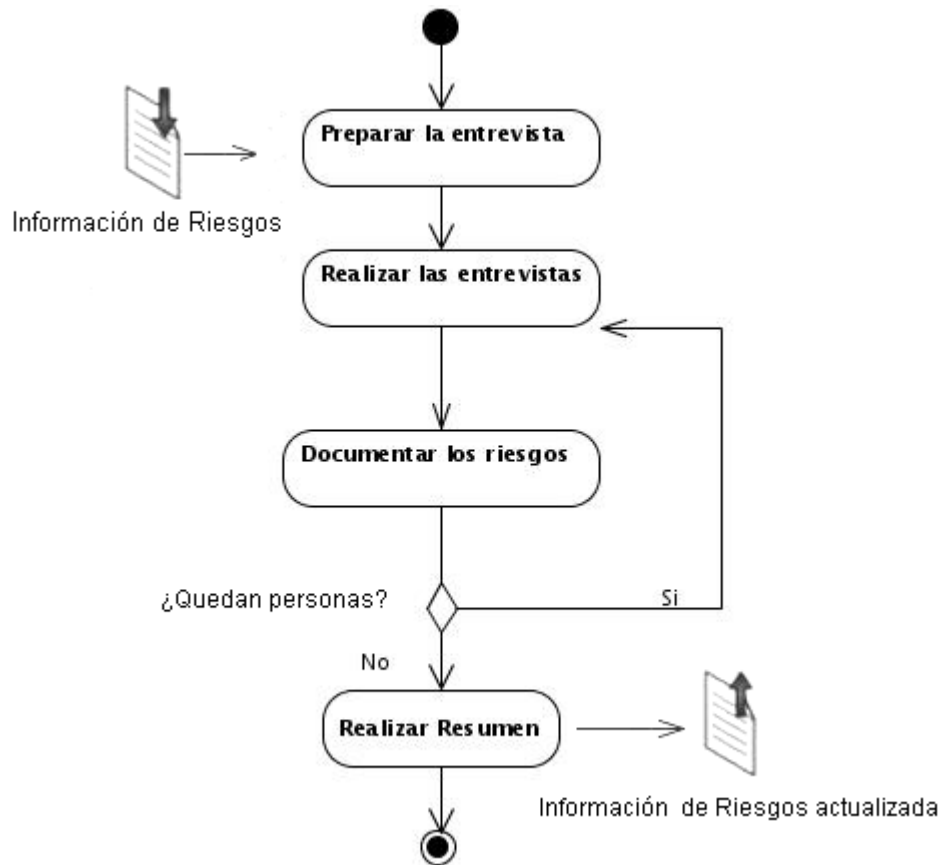 Preparar la entrevista
Información de Riesgos
Realizar las entrevistas
Documentar los riesgos
¿Quedan personas?
Si
No
Realizar Resumen
Información de Riesgos actualizada